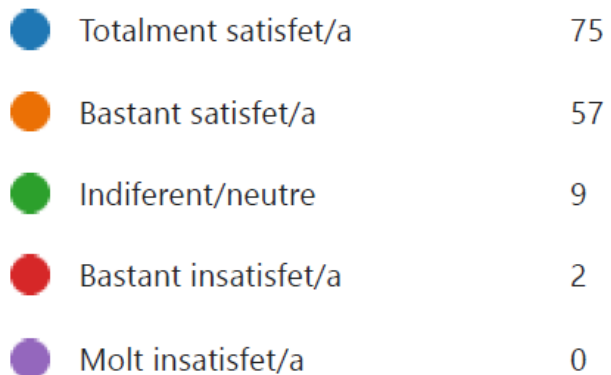 Totalment satisfet/a 75
Bastant satisfet/a 57
Indiferent/neutre 9
Bastant insatisfet/a 2
Molt insatisfet/a 0